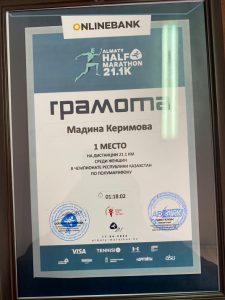 ONLINEBANK
ALMATY
HALF
MARATHON
21.1K
грамота
Мадина Керимова
1 МЕСТО
НА ДИСТАНЦИИ 21.1 КМ
СРЕДИ ЖЕНЩИН
В ЧЕМПИОНАТЕ РЕСПУБЛИКИ КАЗАХСТАН
ПО ПОЛУМАРАФОНУ
01:18:02
VISA
TENNISI